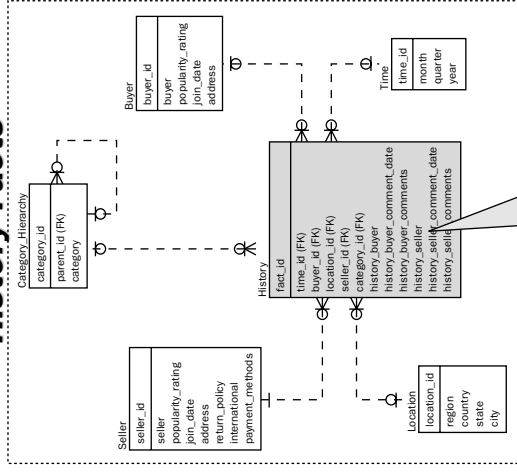 Category_Hierarchy
category_id
parent_id (FK)
category
Buyer
buyer_id
buyer
popularity_rating
join_date
address
Seller
seller_id
seller
popularity_rating
join_date
address
return_policy
international
payment_methods
History
fact_id
time_id (FK)
buyer_id (FK)
location_id (FK)
seller_id (FK)
category_id (FK)
history_buyer
history_buyer_comment_date
history_buyer_comments
history_seller
history_seller_comment_date
history_seller_comments
Time
time_id
month
quarter
year
Location
location_id
region
country
state
city